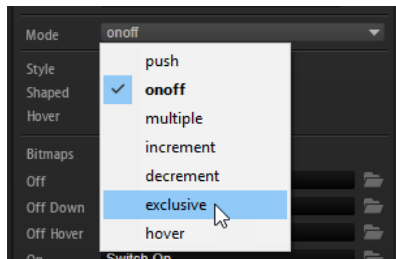 Mode onoff
push
Style
onoff
Shaped
multiple
Hover
increment
Bitmaps
decrement
Off
exclusive
Off Down
hover
Off Hover
On Switch On